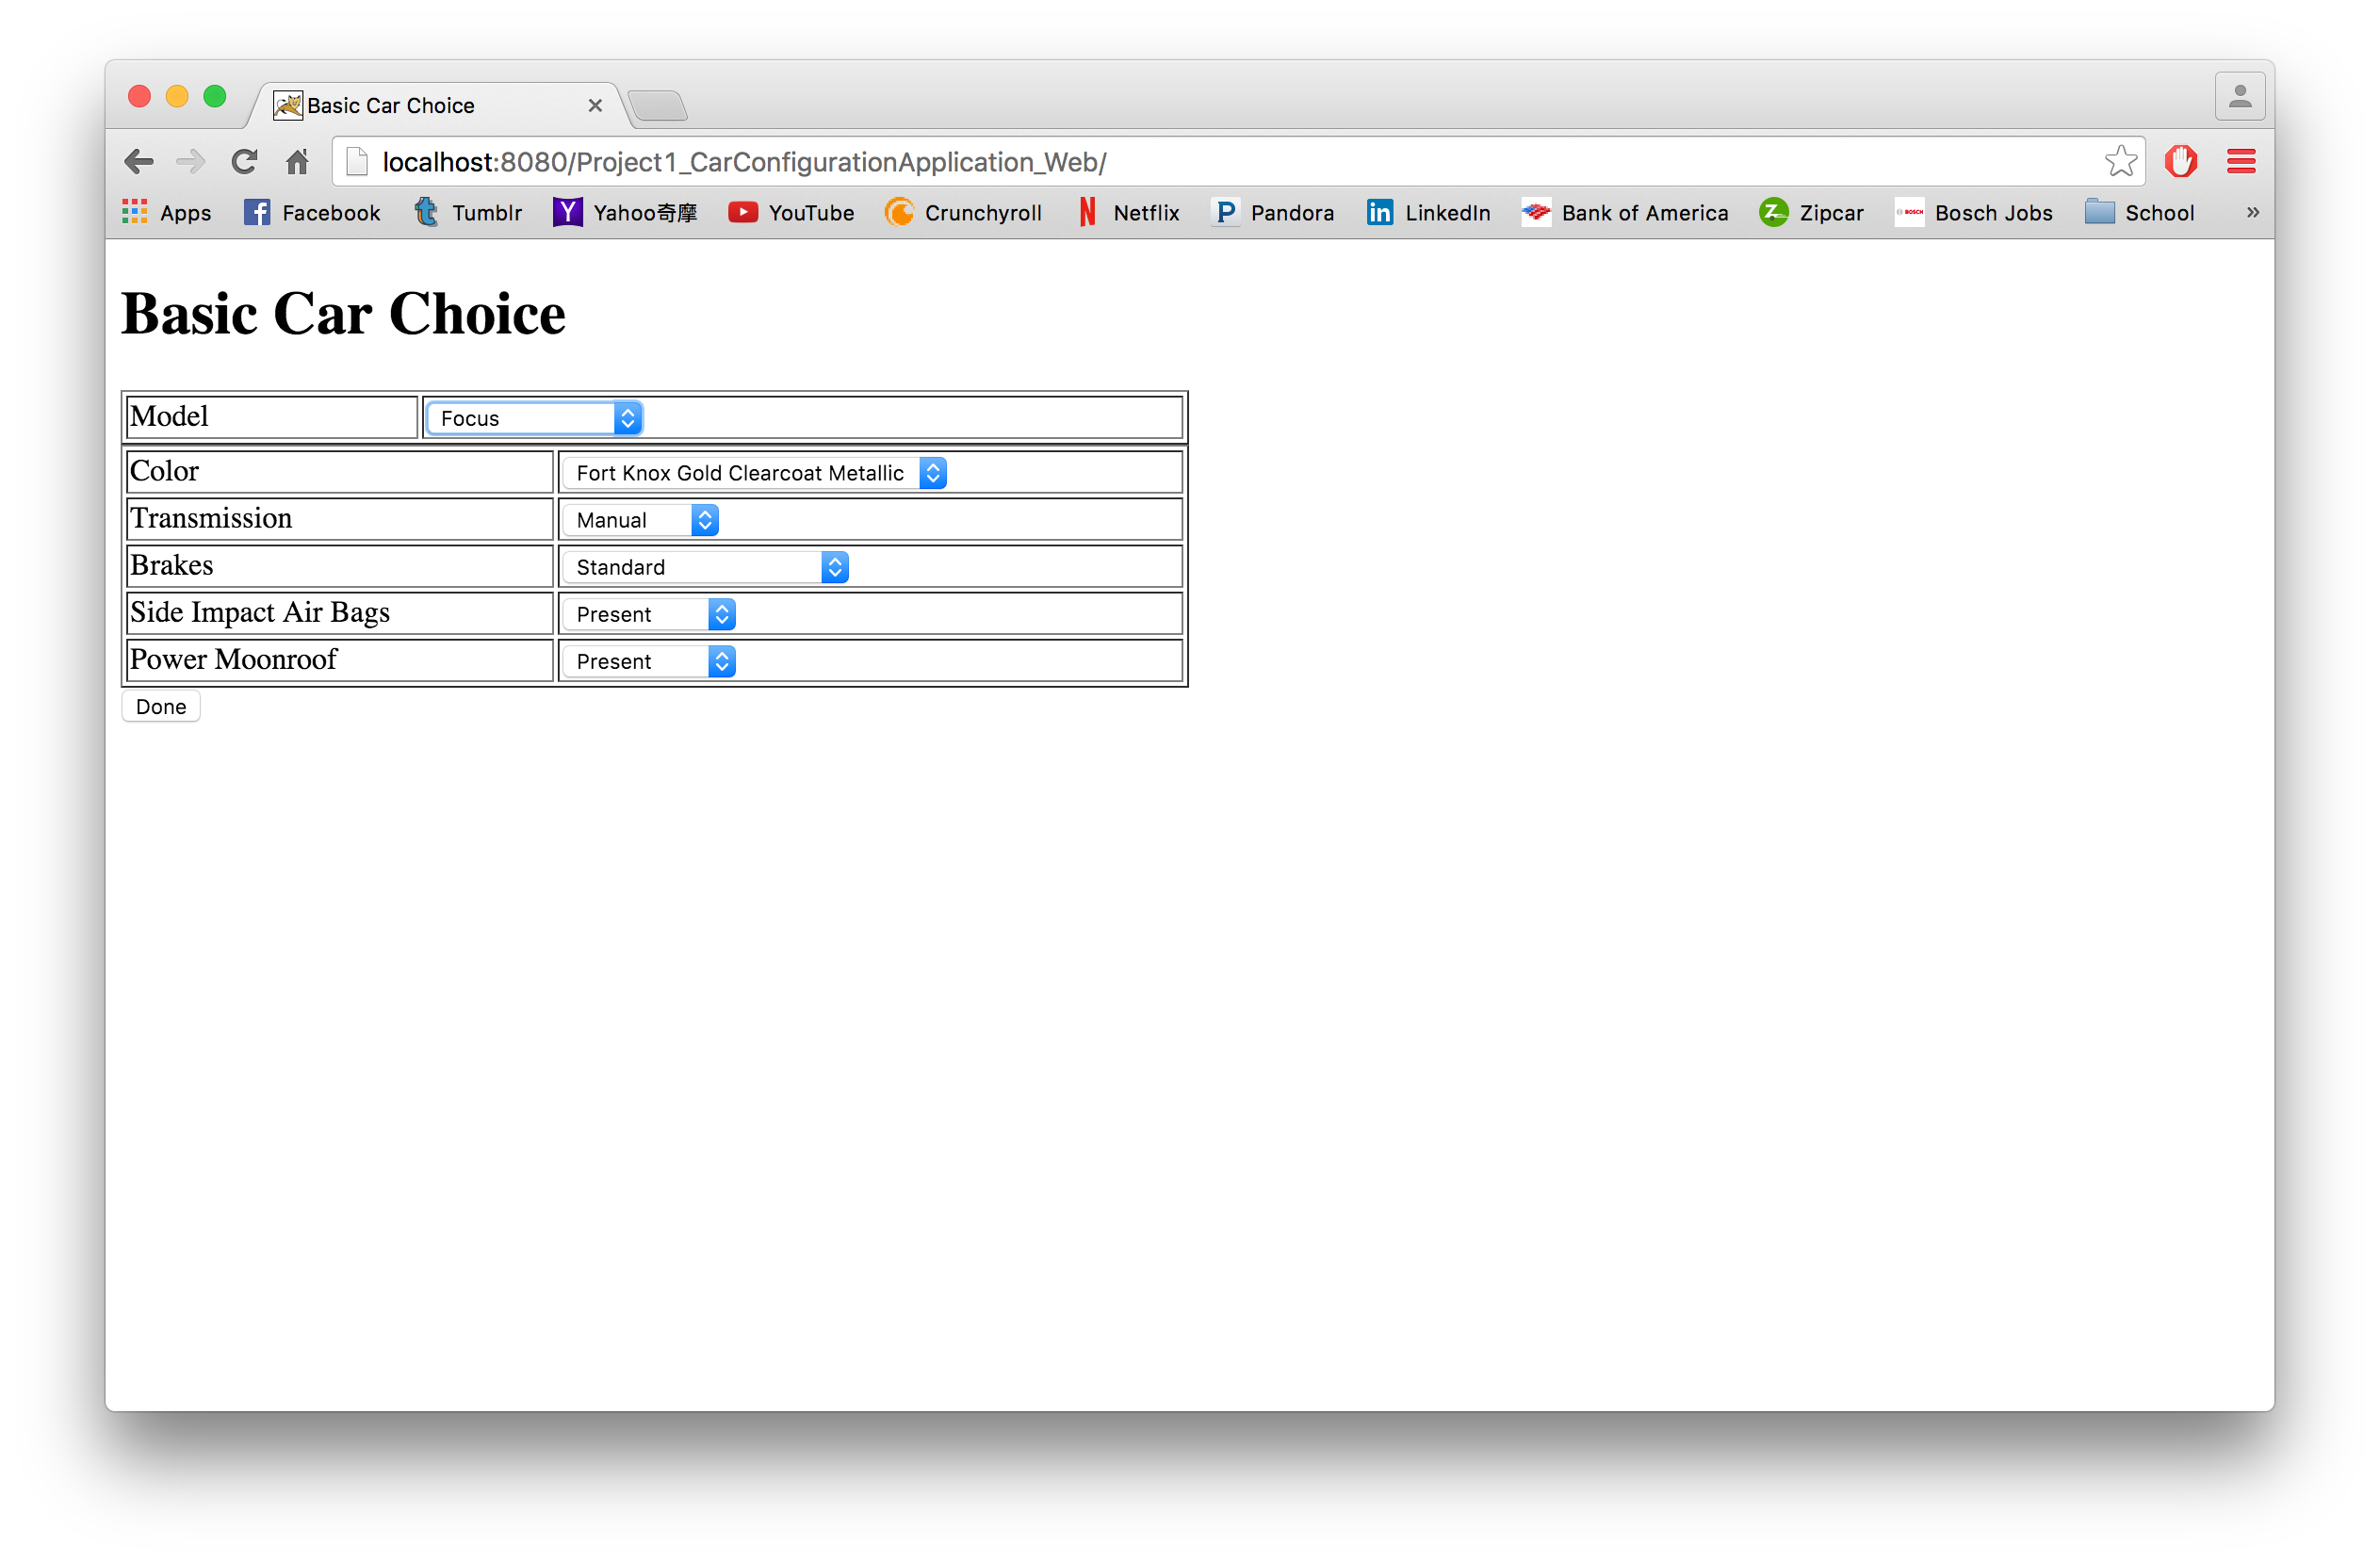 Basic Car Choice
localhost:8080/Project1_CarConfigurationApplication_Web/
Apps Facebook Tumblr Yahoo奇摩 YouTube Crunchyroll Netflix Pandora LinkedIn Bank of America Zipcar BOSCH Bosch Jobs School »
Basic Car Choice
Model Focus
Color Fort Knox Gold Clearcoat Metallic
Transmission Manual
Brakes Standard
Side Impact Air Bags Present
Power Moonroof Present
Done